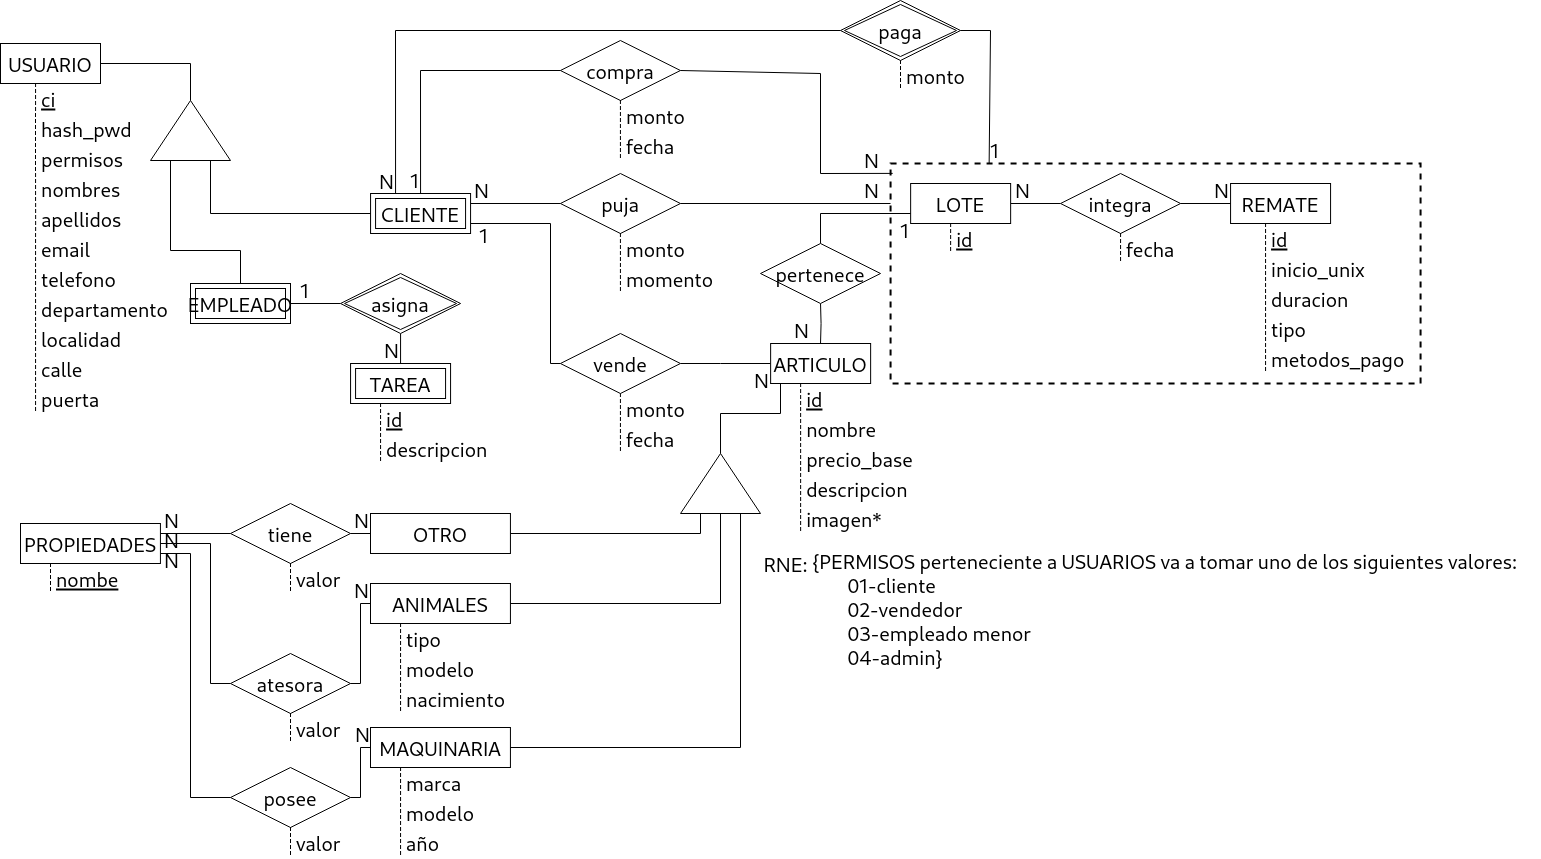 paga
monto
1
USUARIO
ci
hash_pwd
permisos
nombres
apellidos
email
telefono
departamento
localidad
calle
puerta
compra
monto
fecha
N
1
N
CLIENTE
N
1
puja
monto
momento
N
LOTE
id
N
integra
fecha
N
REMATE
id
inicio_unix
duracion
tipo
metodos_pago
1
pertenece
N
EMPLEADO
1
asigna
N
TAREA
id
descripcion
vende
monto
fecha
N
ARTICULO
id
nombre
precio_base
descripcion
imagen*
PROPIEDADES
nombe
N
N
N
tiene
valor
N
OTRO
atesora
valor
N
ANIMALES
tipo
modelo
nacimiento
posee
valor
N
MAQUINARIA
marca
modelo
año
RNE: {PERMISOS perteneciente a USUARIOS va a tomar uno de los siguientes valores:
01-cliente
02-vendedor
03-empleado menor
04-admin}